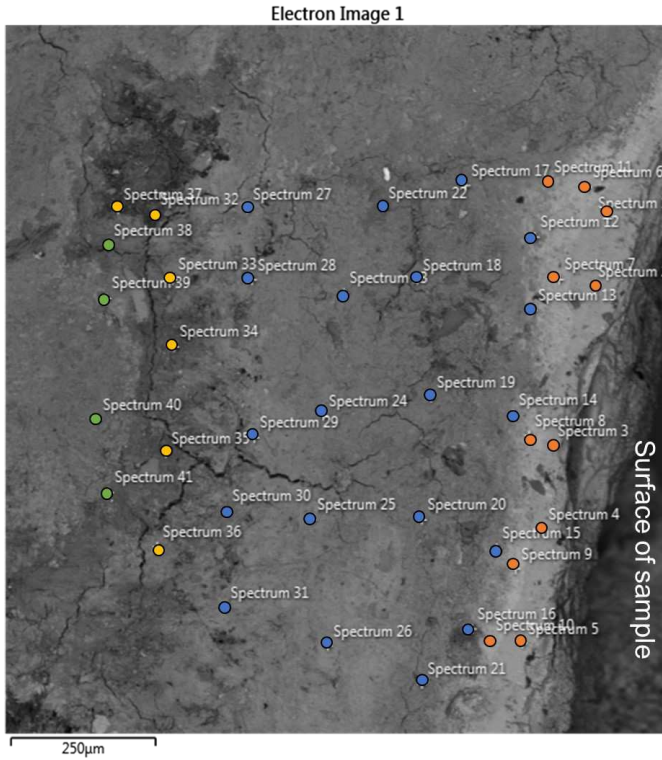 Electron Image 1
Spectrum 17
Spectrum 11
Spectrum 6
Spectrum 37
Spectrum 32
Spectrum 27
Spectrum 22
Spectrum
Spectrum 12
Spectrum 38
Spectrum 33
Spectrum 28
Spectrum 18
Spectrum 7
Spectrum
Spectrum 39
Spectrum 13
Spectrum 34
Spectrum 19
Spectrum 24
Spectrum 14
Spectrum 40
Spectrum 29
Spectrum 8
Spectrum 3
Spectrum 35
Surface of sample
Spectrum 41
Spectrum 30
Spectrum 25
Spectrum 20
Spectrum 4
Spectrum 36
Spectrum 15
Spectrum 9
Spectrum 31
Spectrum 16
Spectrum 10
Spectrum 5
Spectrum 26
Spectrum 21
250µm